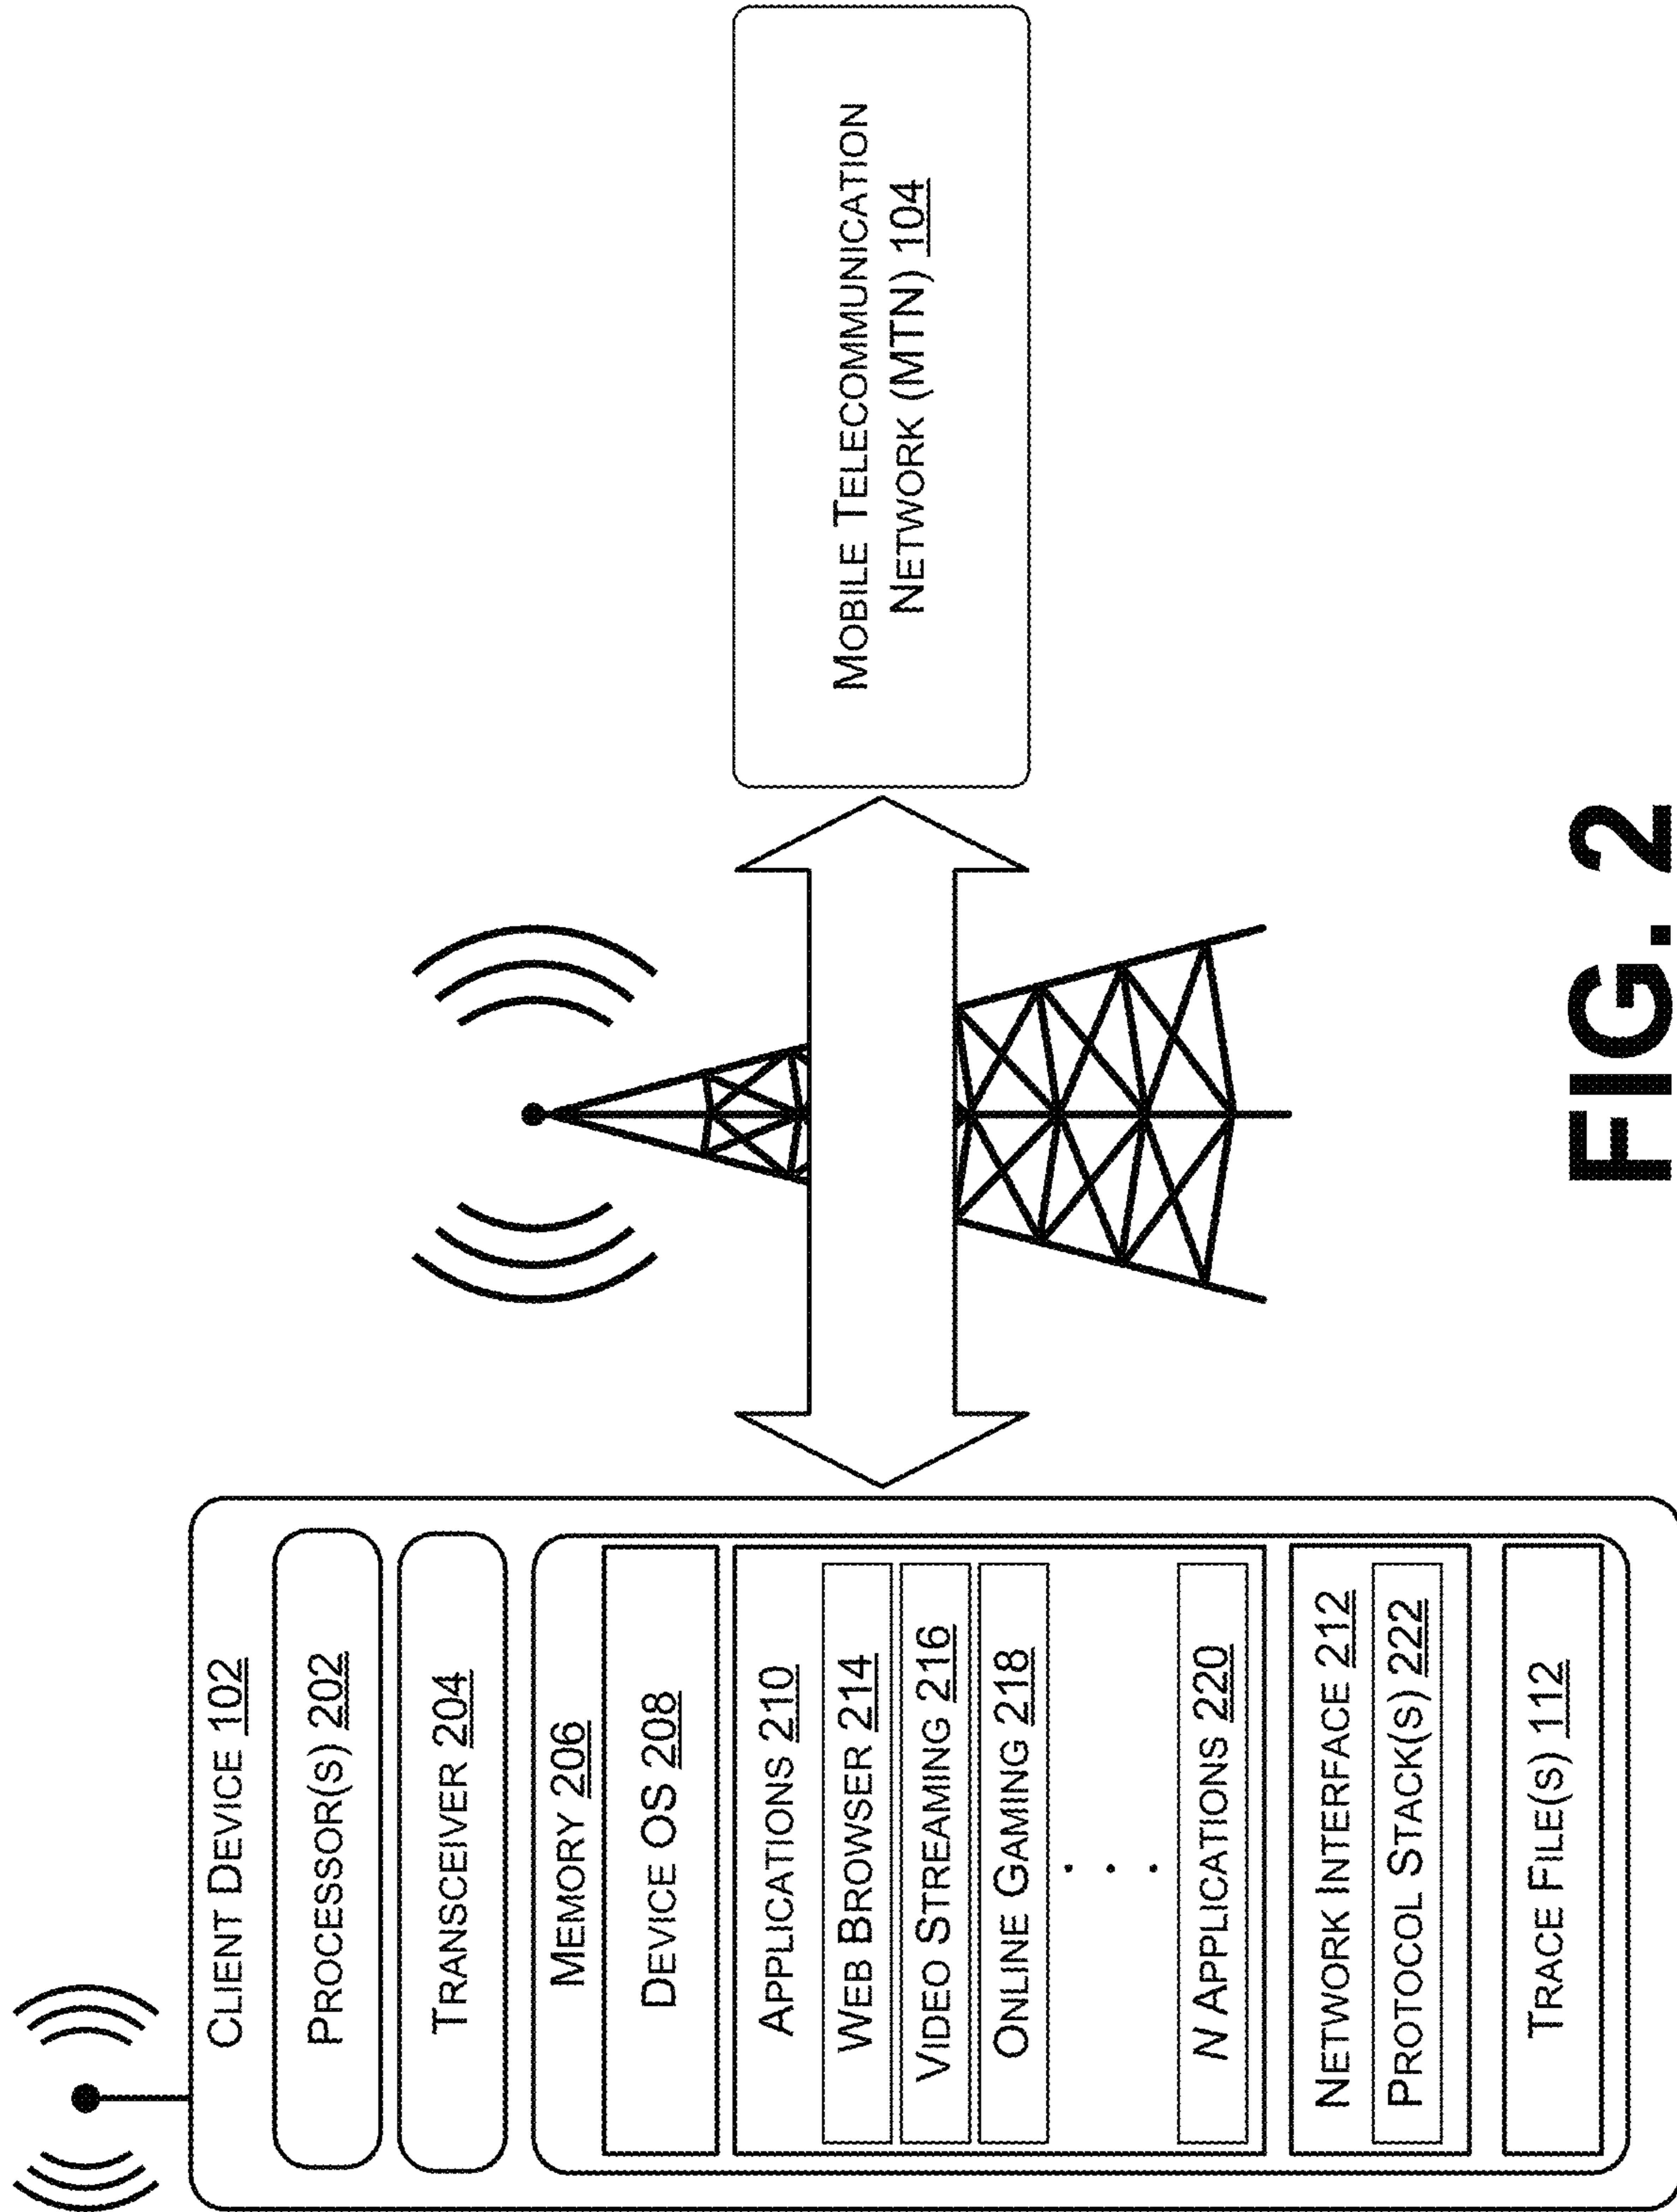 CLIENT DEVICE 102
PROCESSOR(S) 202
TRANSCEIVER 204
MEMORY 206
DEVICE OS 208
APPLICATIONS 210
WEB BROWSER 214
VIDEO STREAMING 216
ONLINE GAMING 218
. . .
N APPLICATIONS 220
NETWORK INTERFACE 212
PROTOCOL STACK(S) 222
TRACE FILE(S) 112
MOBILE TELECOMMUNICATION
NETWORK (MTN) 104
FIG. 2